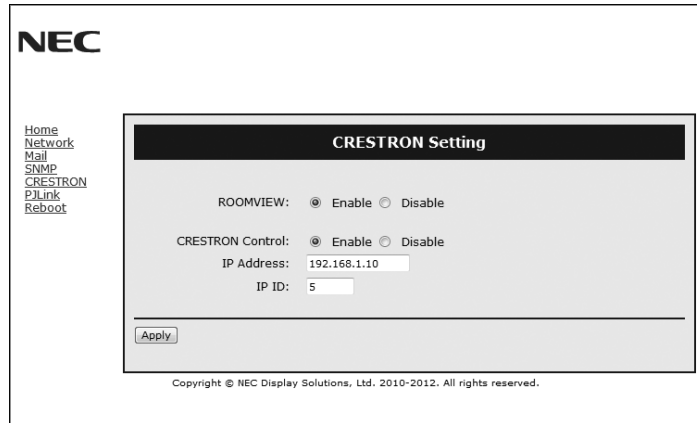 NEC
Home
Network
Mail
SNMP
CRESTRON
PJLink
Reboot
CRESTRON Setting
ROOMVIEW: Enable Disable
CRESTRON Control: Enable Disable
IP Address: 192.168.1.10
IP ID: 5
Apply
Copyright © NEC Display Solutions, Ltd. 2010-2012. All rights reserved.